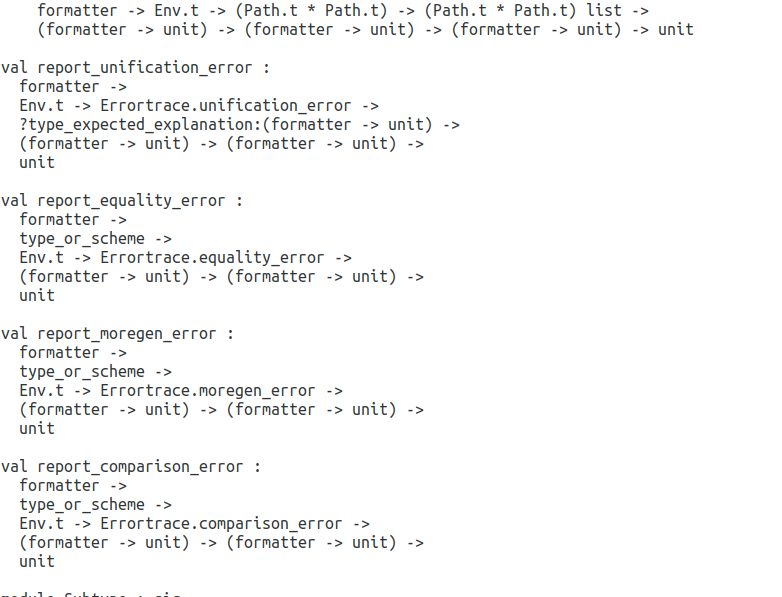 formatter -> Env.t -> (Path.t * Path.t) -> (Path.t * Path.t) list ->
(formatter -> unit) -> (formatter -> unit) -> (formatter -> unit) -> unit
val report_unification_error :
formatter ->
Env.t -> Errortrace.unification_error ->
?type_expected_explanation:(formatter -> unit) ->
(formatter -> unit) -> (formatter -> unit) ->
unit
val report_equality_error :
formatter ->
type_or_scheme ->
Env.t -> Errortrace.equality_error ->
(formatter -> unit) -> (formatter -> unit) ->
unit
val report_moregen_error :
formatter ->
type_or_scheme ->
Env.t -> Errortrace.moregen_error ->
(formatter -> unit) -> (formatter -> unit) ->
unit
val report_comparison_error :
formatter ->
type_or_scheme ->
Env.t -> Errortrace.comparison_error ->
(formatter -> unit) -> (formatter -> unit) ->
unit